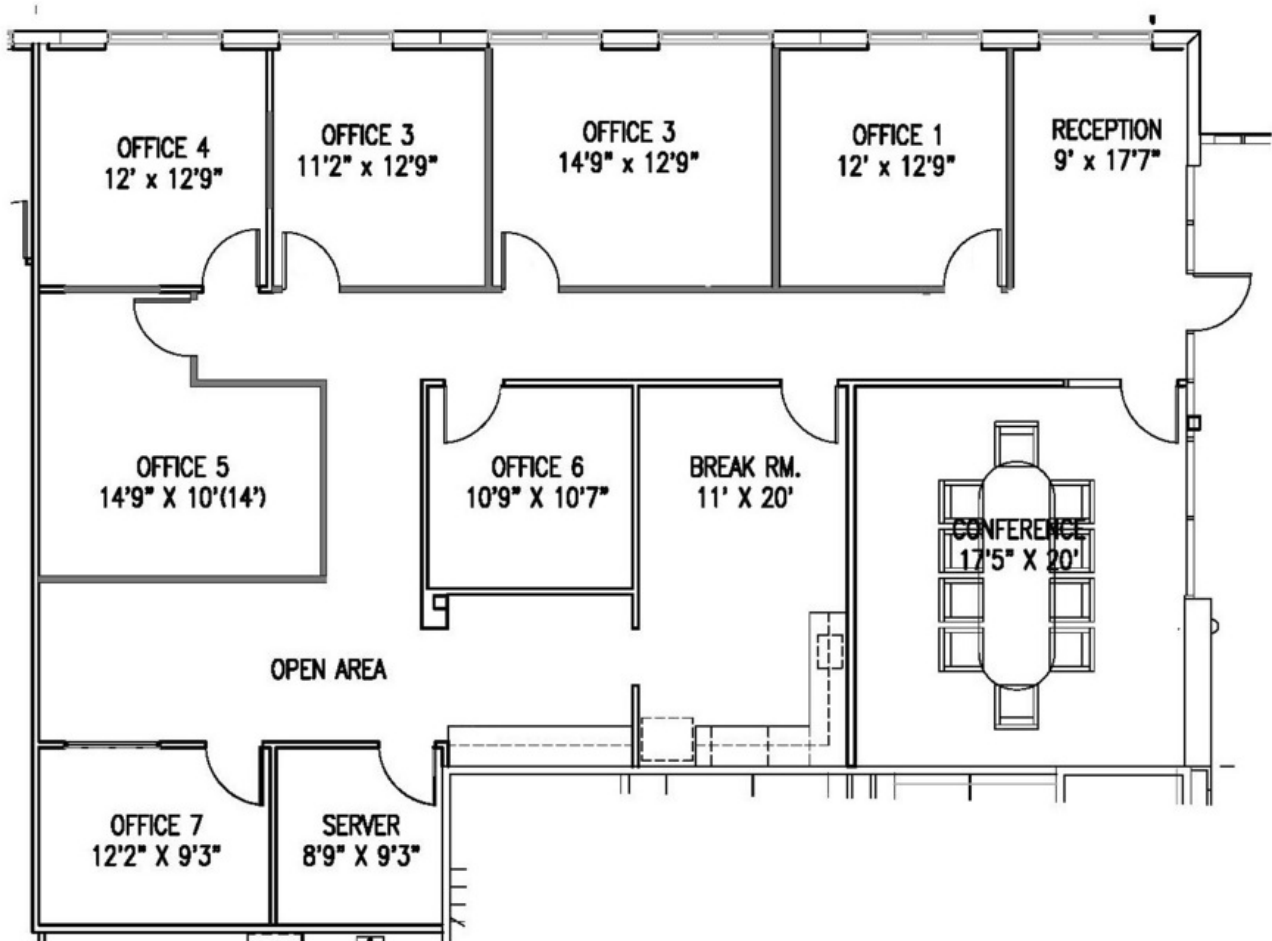 OFFICE 4
12' x 12'9"
OFFICE 3
11'2" x 12'9"
OFFICE 3
14'9" x 12'9"
OFFICE 1
12' x 12'9"
RECEPTION
9' x 17'7"
OFFICE 5
14'9" X 10'(14')
OFFICE 6
10'9" X 10'7"
BREAK RM.
11' X 20'
CONFERENCE
17'5" X 20'
OPEN AREA
OFFICE 7
12'2" X 9'3"
SERVER
8'9" X 9'3"